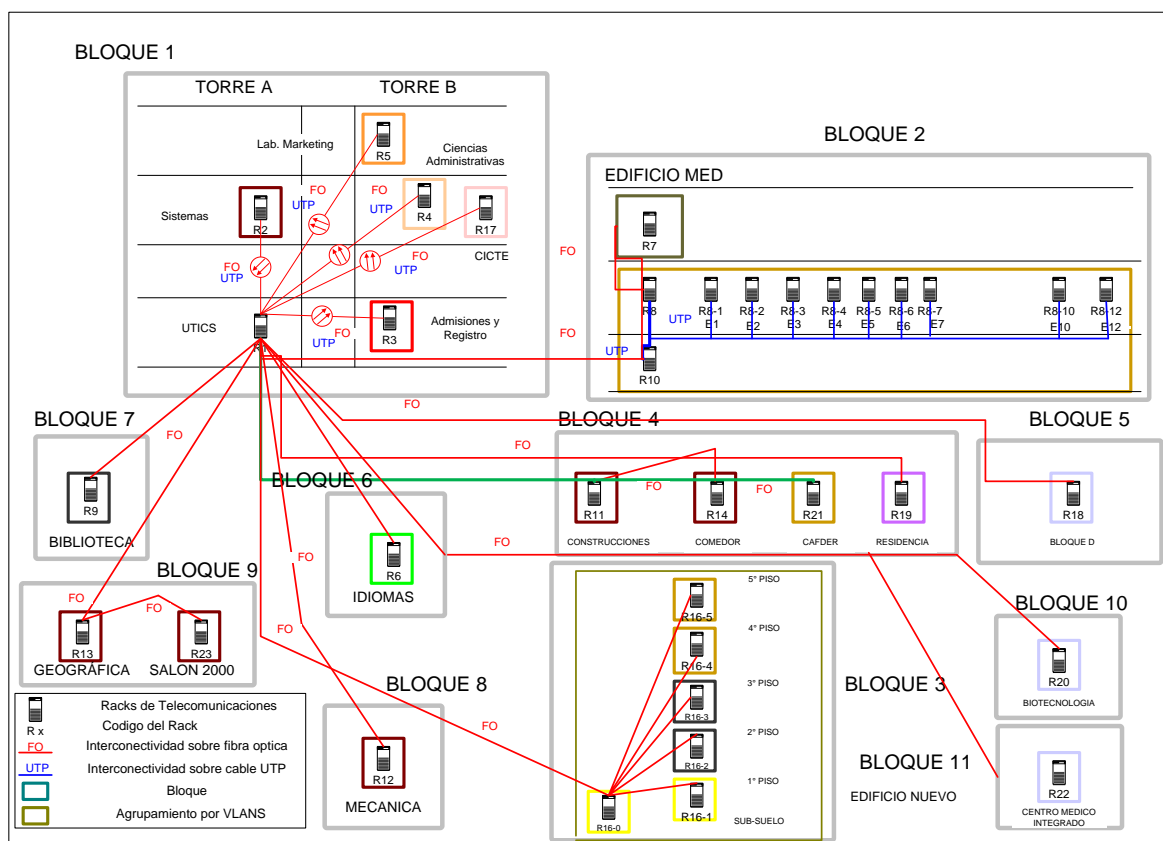 BLOQUE 1
TORRE A
TORRE B
Lab. Marketing
R5
Ciencias
Administrativas
FO
UTP
FO
UTP
Sistemas
R2
R4
R17
CICTE
FO
UTP
FO
UTP
UTICS
R1
FO
UTP
R3
Admisiones y
Registro
BLOQUE 2
EDIFICIO MED
R7
FO
R8
R8-1
E1
R8-2
E2
R8-3
E3
R8-4
E4
R8-5
E5
R8-6
E6
R8-7
E7
R8-10
E10
R8-12
E12
UTP
FO
UTP
R10
FO
BLOQUE 7
FO
R9
BIBLIOTECA
BLOQUE 6
FO
R6
IDIOMAS
BLOQUE 4
FO
FO
FO
R11
R14
R21
R19
CONSTRUCCIONES
COMEDOR
CAFDER
RESIDENCIA
BLOQUE 5
R18
BLOQUE D
BLOQUE 9
FO
FO
R13
R23
GEOGRÁFICA
SALON 2000
FO
FO
FO
BLOQUE 8
FO
R12
MECANICA
BLOQUE 3
5° PISO
R16-5
4° PISO
R16-4
3° PISO
R16-3
2° PISO
R16-2
1° PISO
R16-1
R16-0
SUB-SUELO
EDIFICIO NUEVO
BLOQUE 10
R20
BIOTECNOLOGIA
BLOQUE 11
R22
CENTRO MEDICO
INTEGRADO
R x
Racks de Telecomunicaciones
Codigo del Rack
FO
Interconectividad sobre fibra optica
UTP
Interconectividad sobre cable UTP
Bloque
Agrupamiento por VLANS